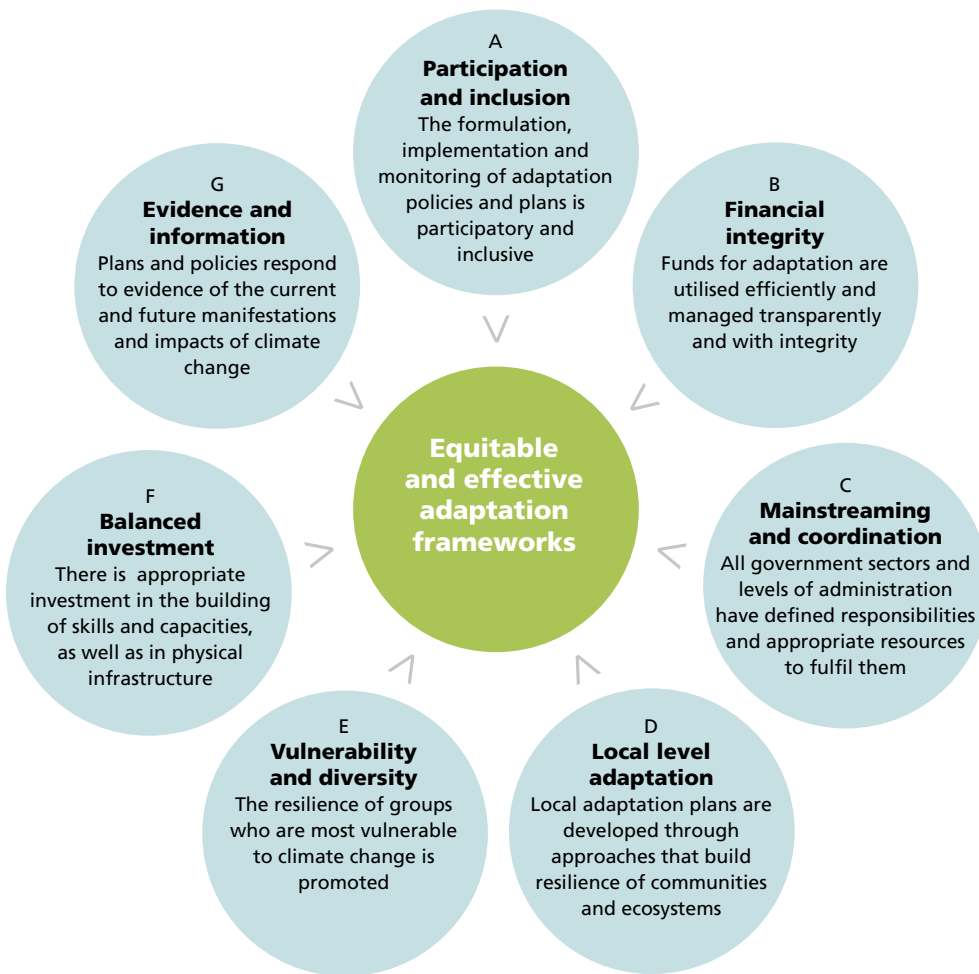 A
Participation
and inclusion
The formulation,
implementation and
monitoring of adaptation
policies and plans is
participatory and
inclusive
B
Financial
integrity
Funds for adaptation are
utilised efficiently and
managed transparently
and with integrity
C
Mainstreaming
and coordination
All government sectors and
levels of administration
have defined responsibilities
and appropriate resources
to fulfil them
D
Local level
adaptation
Local adaptation plans are
developed through
approaches that build
resilience of communities
and ecosystems
E
Vulnerability
and diversity
The resilience of groups
who are most vulnerable
to climate change is
promoted
F
Balanced
investment
There is appropriate
investment in the building
of skills and capacities,
as well as in physical
infrastructure
G
Evidence and
information
Plans and policies respond
to evidence of the current
and future manifestations
and impacts of climate
change
Equitable
and effective
adaptation
frameworks